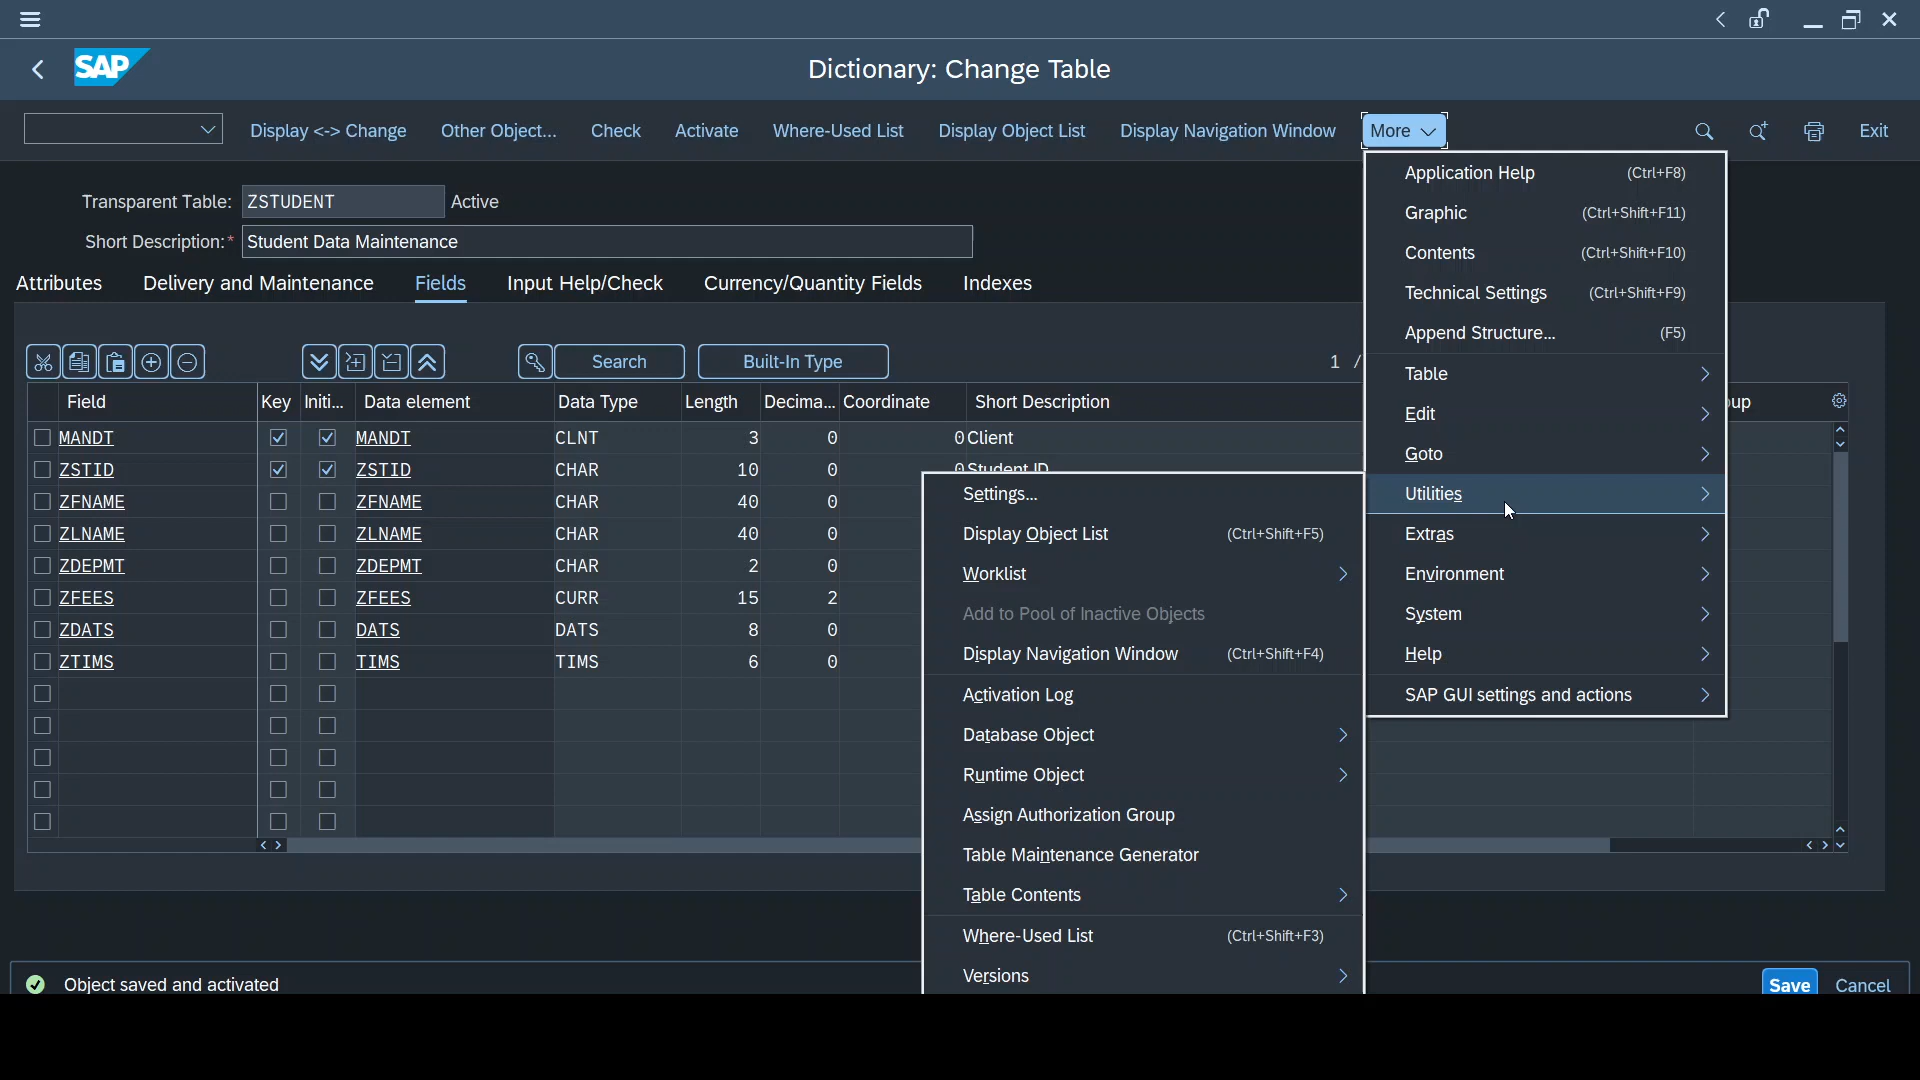 SAP
Dictionary: Change Table
Display <-> Change
Other Object...
Check
Activate
Where-Used List
Display Object List
Display Navigation Window
More
Exit
Transparent Table: ZSTUDENT Active
Short Description:* Student Data Maintenance
Attributes
Delivery and Maintenance
Fields
Input Help/Check
Currency/Quantity Fields
Indexes
Search
Built-In Type
1 /
Field Key Initi... Data element Data Type Length Decima... Coordinate Short Description up
MANDT MANDT CLNT 3 0 0 Client
ZSTID ZSTID CHAR 10 0 0 Student ID
ZFNAME ZFNAME CHAR 40 0
ZLNAME ZLNAME CHAR 40 0
ZDEPMT ZDEPMT CHAR 2 0
ZFEES ZFEES CURR 15 2
ZDATS DATS DATS 8 0
ZTIMS TIMS TIMS 6 0
Application Help (Ctrl+F8)
Graphic (Ctrl+Shift+F11)
Contents (Ctrl+Shift+F10)
Technical Settings (Ctrl+Shift+F9)
Append Structure... (F5)
Table
Edit
Goto
Utilities
Extras
Environment
System
Help
SAP GUI settings and actions
Settings...
Display Object List (Ctrl+Shift+F5)
Worklist
Add to Pool of Inactive Objects
Display Navigation Window (Ctrl+Shift+F4)
Activation Log
Database Object
Runtime Object
Assign Authorization Group
Table Maintenance Generator
Table Contents
Where-Used List (Ctrl+Shift+F3)
Versions
Object saved and activated
Save
Cancel